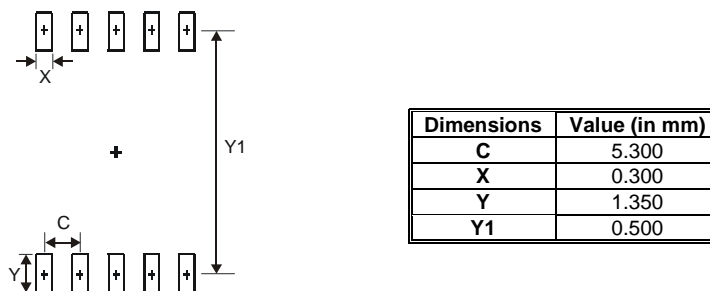 X
Y1
C
Y
Dimensions Value (in mm)
C 5.300
X 0.300
Y 1.350
Y1 0.500